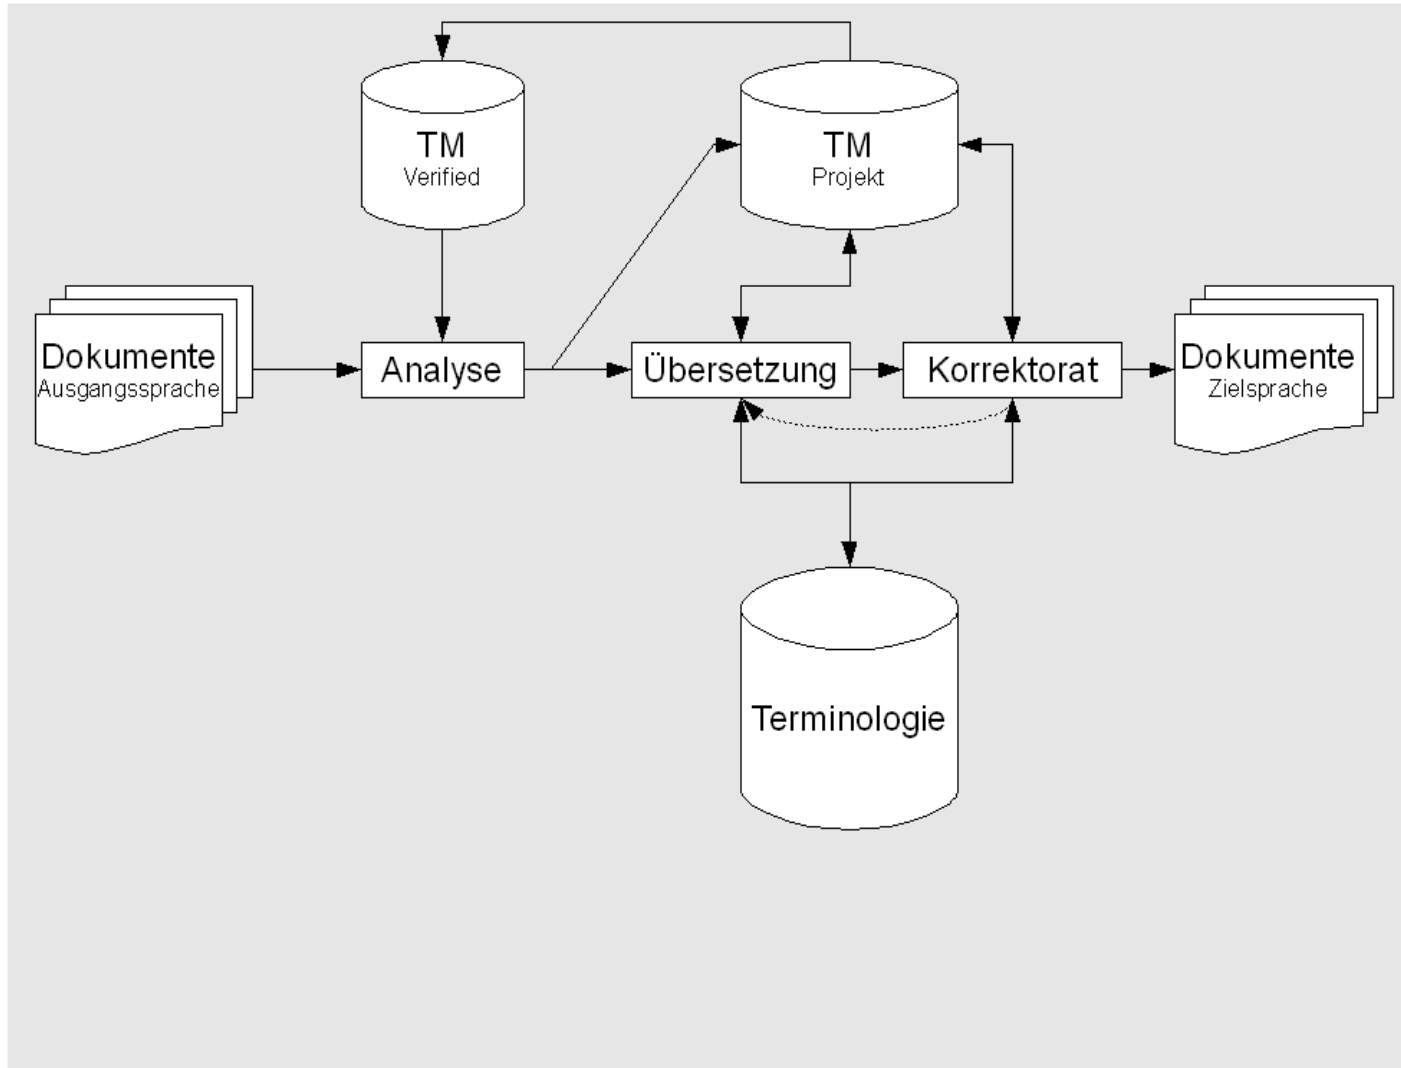 TM
Verified
TM
Projekt
Dokumente
Ausgangssprache
Analyse
Übersetzung
Korrektorat
Dokumente
Zielsprache
Terminologie